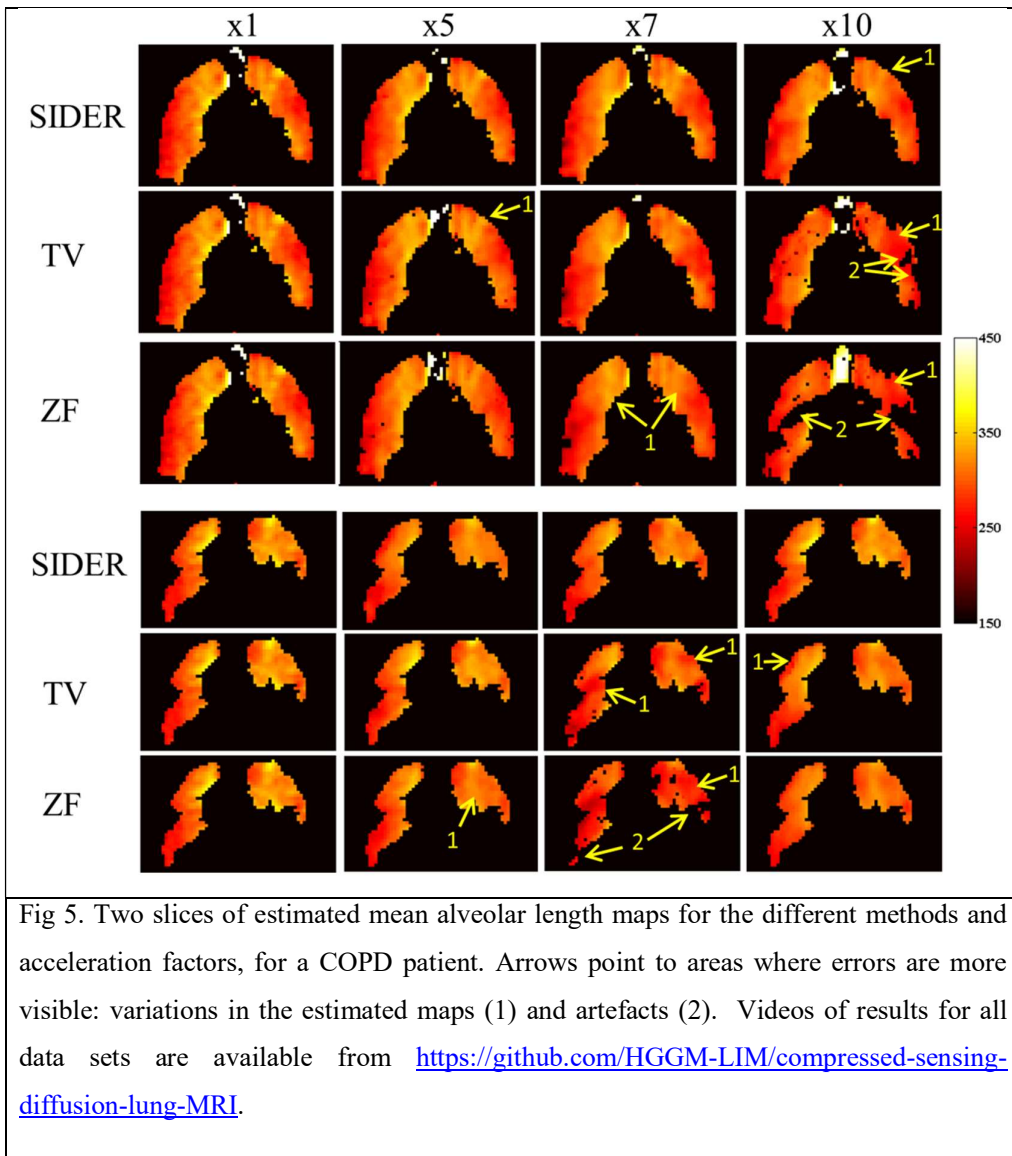 x1 x5 x7 x10
SIDER
1
TV
1
1
2
ZF
1
1
2
450
350
250
150
SIDER
TV
1
1
1
ZF
1
1
2
Fig 5. Two slices of estimated mean alveolar length maps for the different methods and
acceleration factors, for a COPD patient. Arrows point to areas where errors are more
visible: variations in the estimated maps (1) and artefacts (2). Videos of results for all
data sets are available from https://github.com/HGGM-LIM/compressed-sensing-
diffusion-lung-MRI.